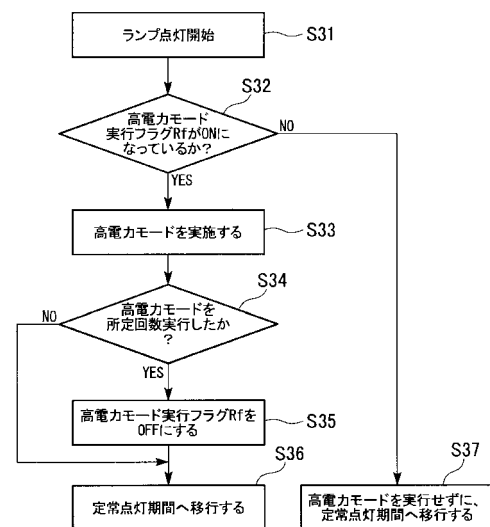 ランプ点灯開始
S31
S32
高電力モード
実行フラグRfがONに
なっているか?
NO
YES
高電力モードを実施する
S33
S34
高電力モードを
所定回数実行したか
?
NO
YES
高電力モード実行フラグRfを
OFFにする
S35
S36
定常点灯期間へ移行する
S37
高電力モードを実行せずに、
定常点灯期間へ移行する